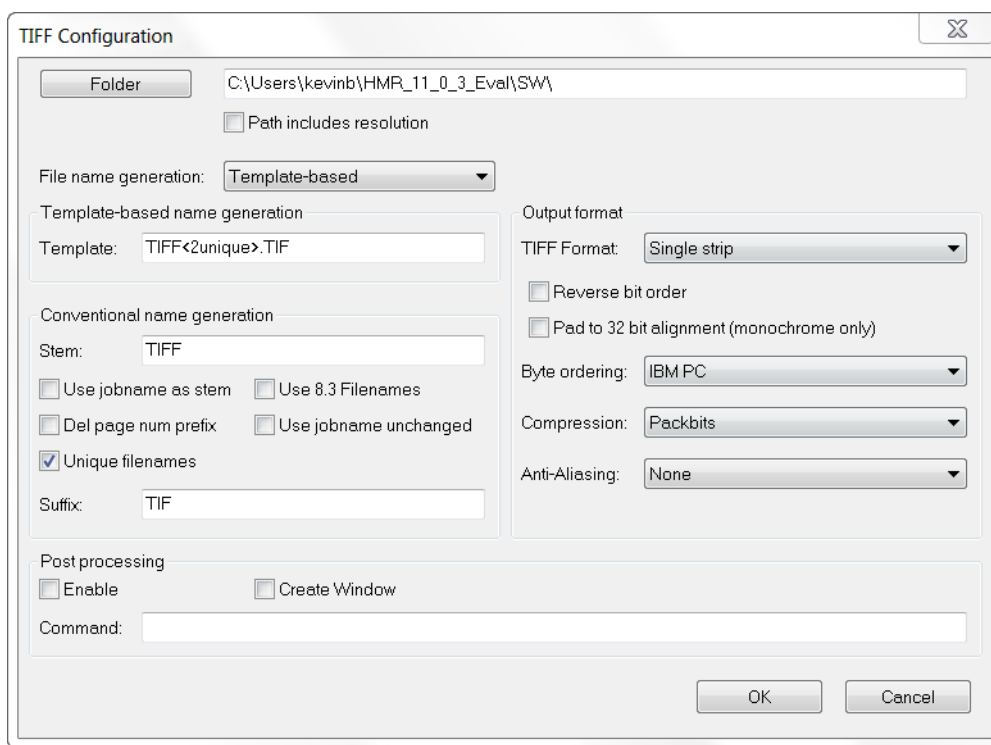 TIFF Configuration
Folder C:\Users\kevinb\HMR_11_0_3_Eval\SW\
Path includes resolution
File name generation: Template-based
Template-based name generation
Template: TIFF<2unique>.TIF
Conventional name generation
Stem: TIFF
Use jobname as stem Use 8.3 Filenames
Del page num prefix Use jobname unchanged
Unique filenames
Suffix: TIF
Output format
TIFF Format: Single strip
Reverse bit order
Pad to 32 bit alignment (monochrome only)
Byte ordering: IBM PC
Compression: Packbits
Anti-Aliasing: None
Post processing
Enable Create Window
Command:
OK Cancel